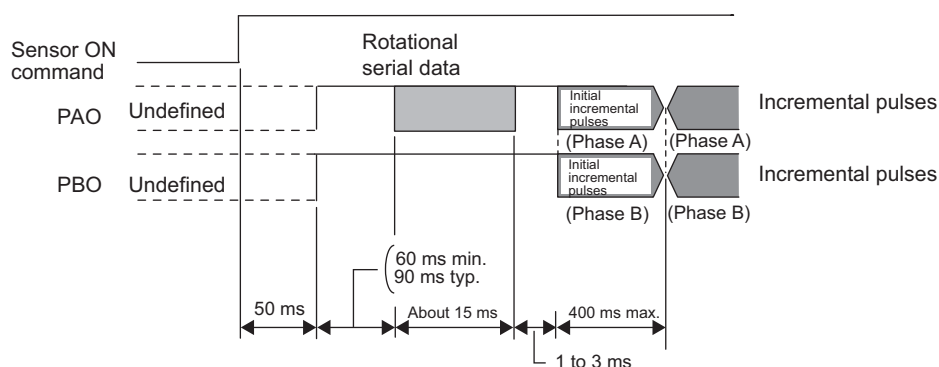 Sensor ON
command
Rotational
serial data
PAO
Undefined
Initial
incremental
pulses
(Phase A)
(Phase A)
Incremental pulses
PBO
Undefined
Initial
incremental
pulses
(Phase B)
(Phase B)
Incremental pulses
60 ms min.
90 ms typ.
50 ms
About 15 ms
400 ms max.
1 to 3 ms